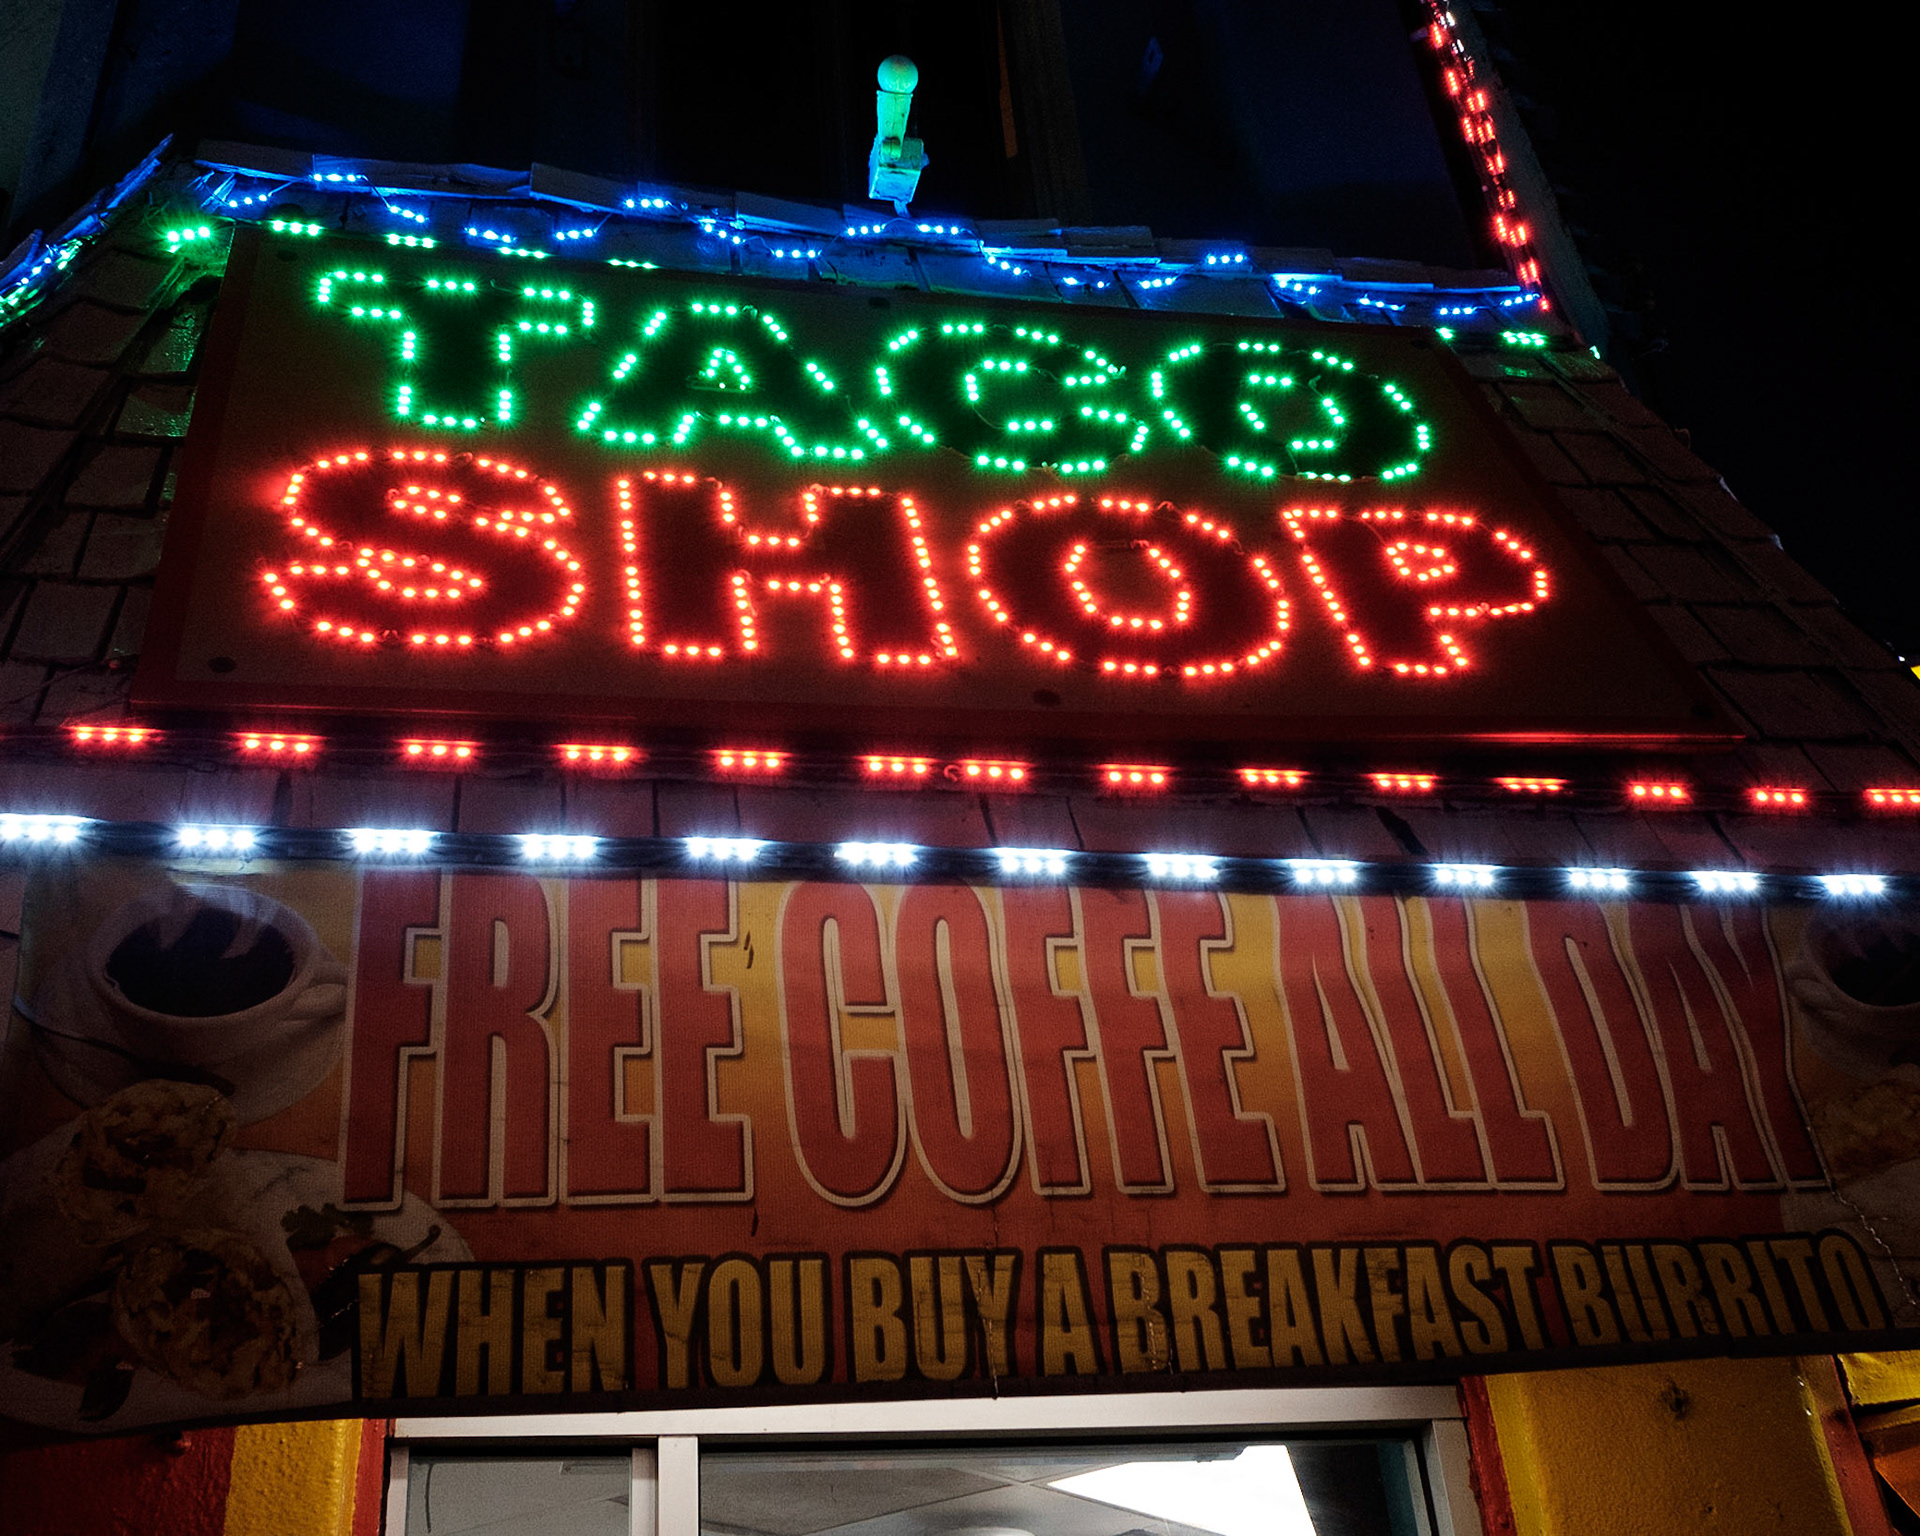 TACO
SHOP
FREE COFFE ALL DAY
WHEN YOU BUY A BREAKFAST BURRITO